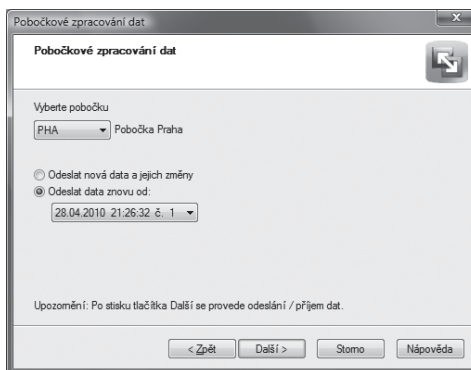 Pobočkové zpracování dat
Pobočkové zpracování dat
Vyberte pobočku
PHA Pobočka Praha
Odeslat nová data a jejich změny
Odeslat data znovu od:
28.04.2010 21:26:32 č. 1
Upozornění: Po stisku tlačítka Další se provede odeslání / příjem dat.
< Zpět Další > Storno Nápověda